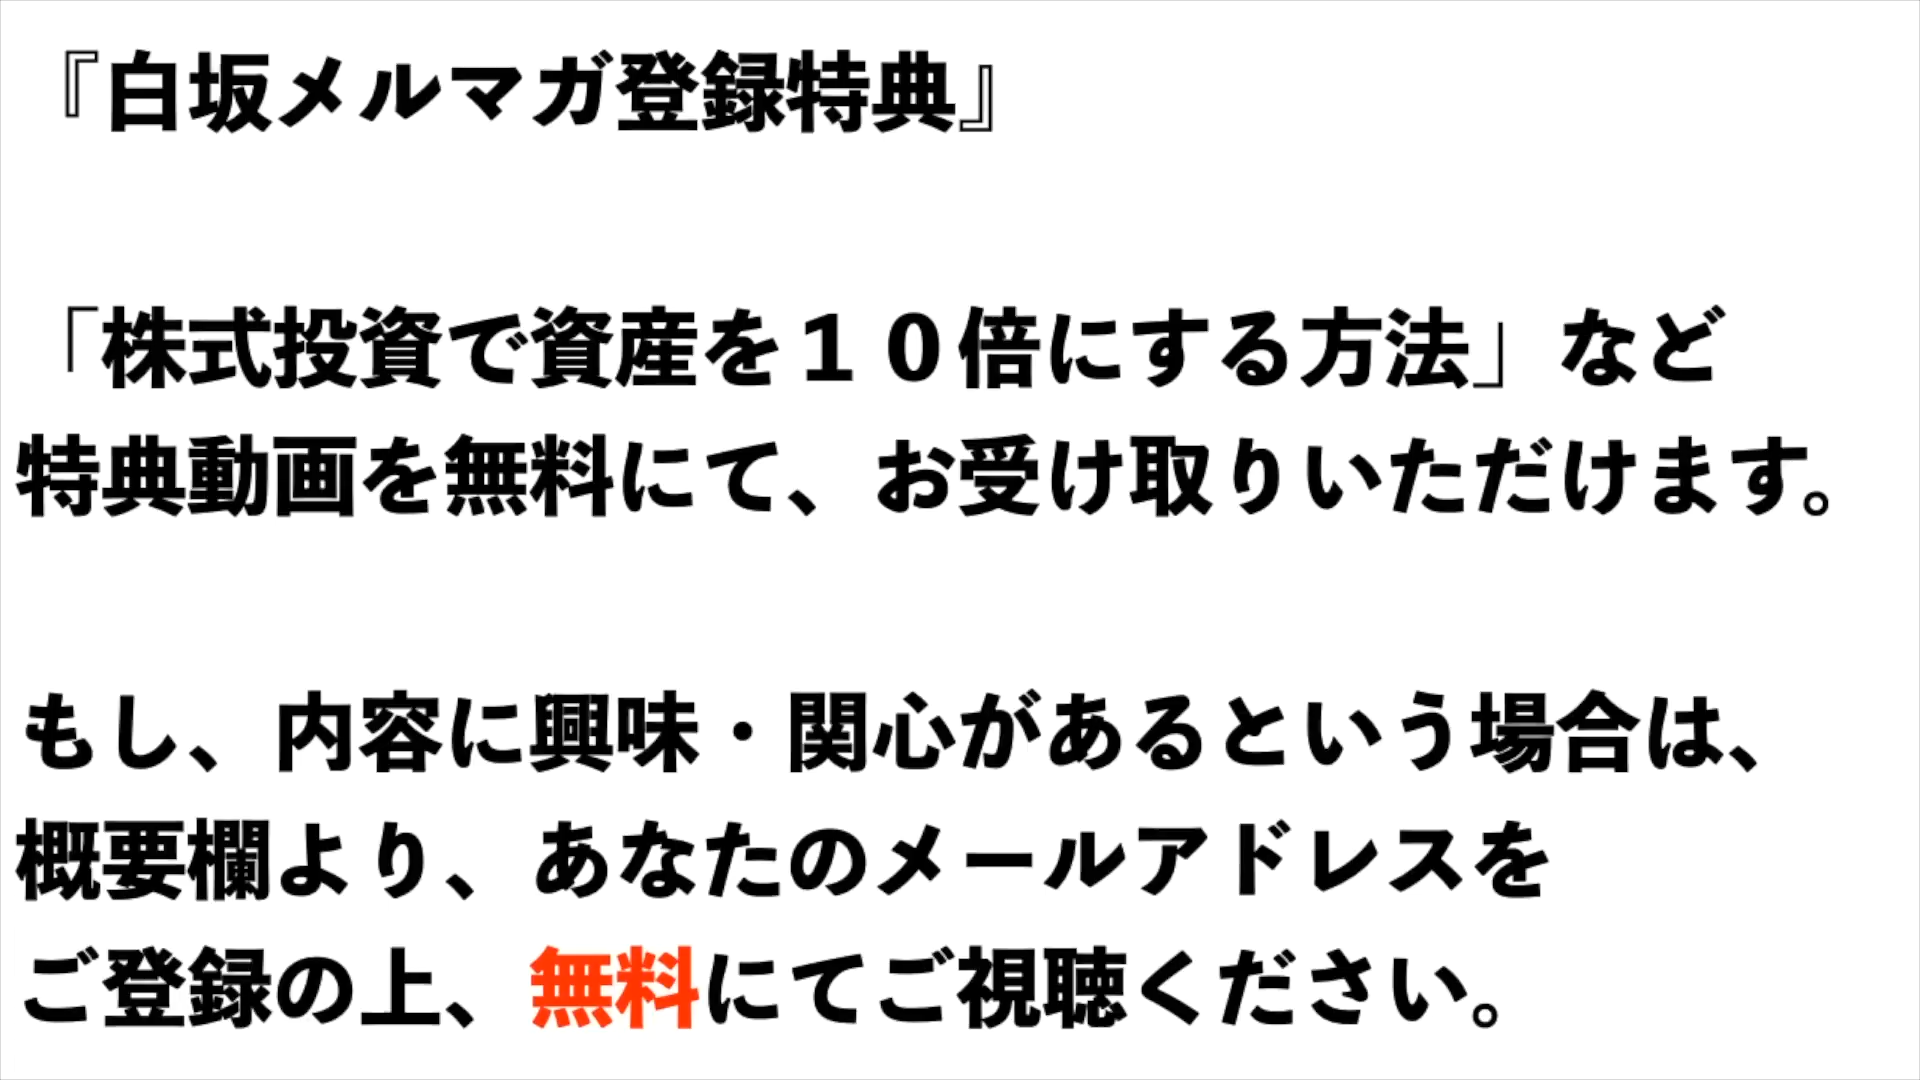 『白坂メルマガ登録特典』
「株式投資で資産を１０倍にする方法」など
特典動画を無料にて、お受け取りいただけます。
もし、内容に興味・関心があるという場合は、
概要欄より、あなたのメールアドレスを
ご登録の上、無料にてご視聴ください。